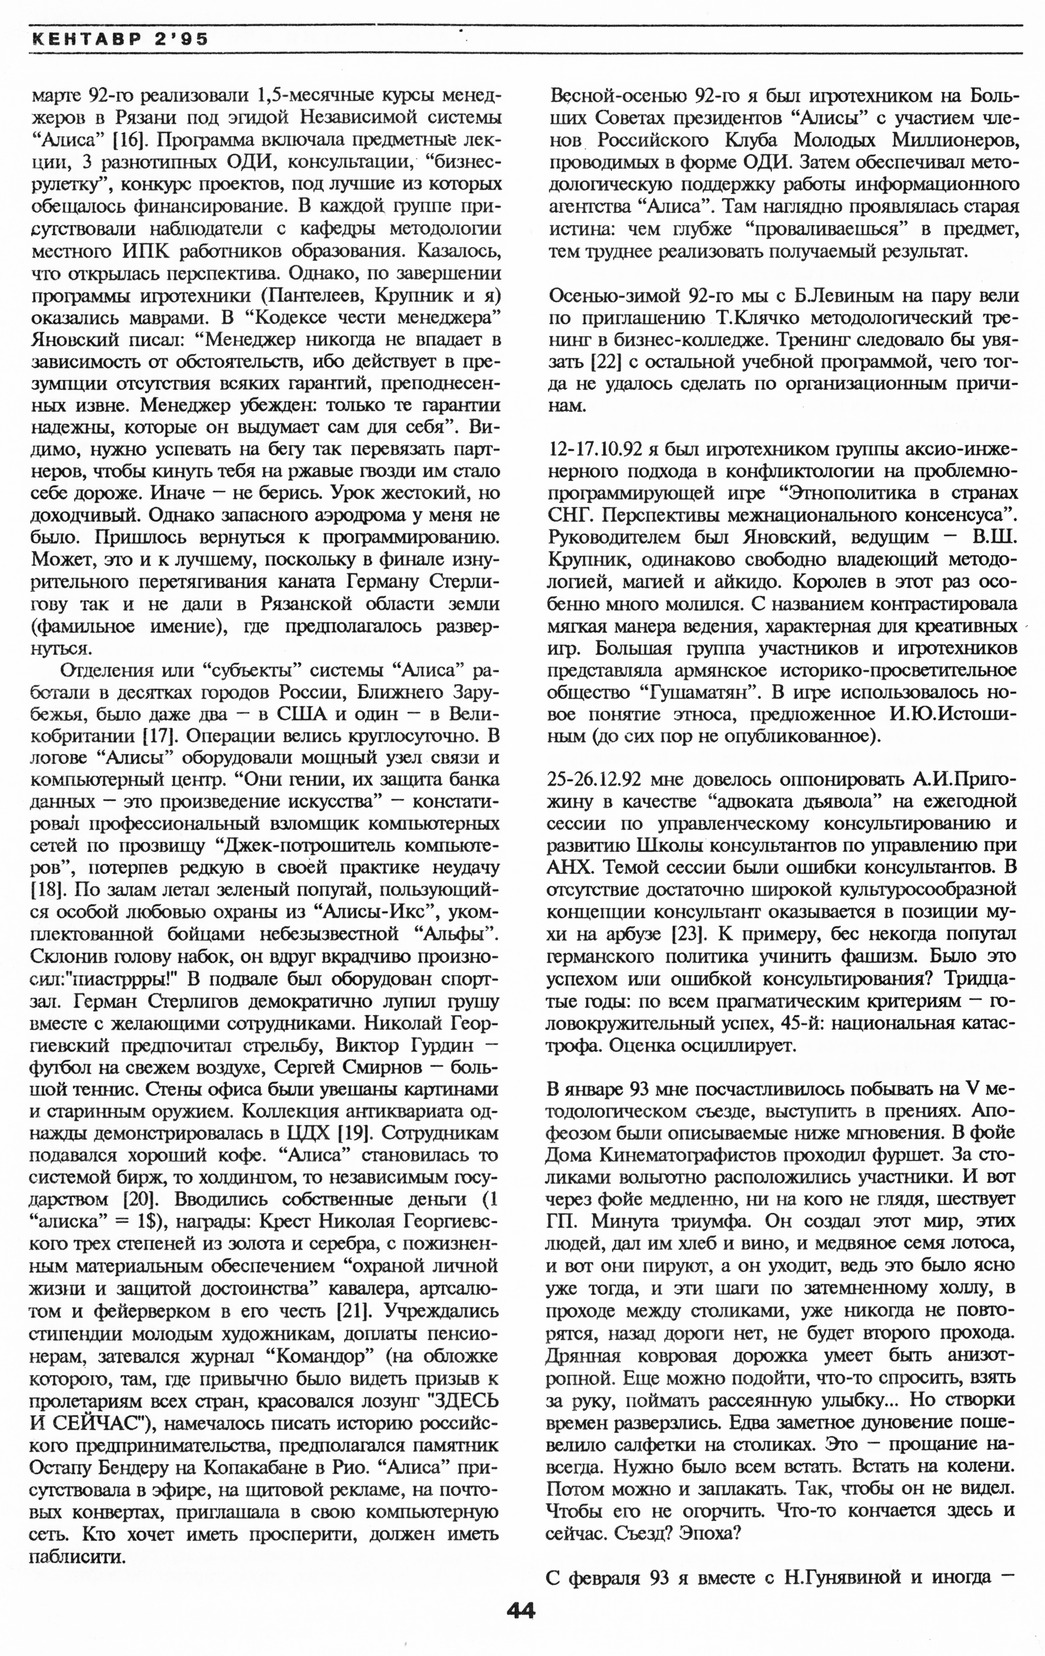 КЕНТАВР 2'95
марте 92-го реализовали 1,5-месячные курсы менед-
жеров в Рязани под эгидой Независимой системы
“Алиса” [16]. Программа включала предметные лек-
ции, 3 разнотипных ОДИ, консультации, “бизнес-
рулетку”, конкурс проектов, под лучшие из которых
обещалось финансирование. В каждой группе при-
сутствовали наблюдатели с кафедры методологии
местного ИПК работников образования. Казалось,
что открылась перспектива. Однако, по завершении
программы игротехники (Пантелеев, Крупник и я)
оказались маврами. В “Кодексе чести менеджера”
Яновский писал: “Менеджер никогда не впадает в
зависимость от обстоятельств, ибо действует в пре-
зумпции отсутствия всяких гарантий, преподнесен-
ных извне. Менеджер убежден: только те гарантии
надежны, которые он выдумает сам для себя”. Ви-
димо, нужно успевать на бегу так перевязать парт-
неров, чтобы кинуть тебя на ржавые гвозди им стало
себе дороже. Иначе — не берись. Урок жестокий, но
доходчивый. Однако запасного аэродрома у меня не
было. Пришлось вернуться к программированию.
Может, это и к лучшему, поскольку в финале изну-
рительного перетягивания каната Герману Стерли-
гову так и не дали в Рязанской области земли
(фамильное имение), где предполагалось развер-
нуться.
Отделения или “субъекты” системы “Алиса” ра-
ботали в десятках городов России, Ближнего Зару-
бежья, было даже два — в США и один — в Вели-
кобритании [17]. Операции велись круглосуточно. В
логове “Алисы” оборудовали мощный узел связи и
компьютерный центр. “Они гении, их защита банка
данных — это произведение искусства” — констати-
ровал профессиональный взломщик компьютерных
сетей по прозвищу “Джек-потрошитель компьюте-
ров”, потерпев редкую в своей практике неудачу
[18]. По залам летал зеленый попугай, пользующий-
ся особой любовью охраны из “Алисы-Икс”, уком-
плектованной бойцами небезызвестной “Альфы”.
Склонив голову набок, он вдруг вкрадчиво произно-
сил:"пиастрры!" В подвале был оборудован спорт-
зал. Герман Стерлигов демократично лупил грушу
вместе с желающими сотрудниками. Николай Геор-
гиевский предпочитал стрельбу, Виктор Гурдин —
футбол на свежем воздухе, Сергей Смирнов — боль-
шой теннис. Стены офиса были увешаны картинами
и старинным оружием. Коллекция антиквариата од-
нажды демонстрировалась в ЦДХ [19]. Сотрудникам
подавался хороший кофе. “Алиса” становилась то
системой бирж, то холдингом, то независимым госу-
дарством [20]. Вводились собственные деньги (1
“алиска” = 1$), награды: Крест Николая Георгиевс-
кого трех степеней из золота и серебра, с пожизнен-
ным материальным обеспечением “охраной личной
жизни и защитой достоинства” кавалера, артсалю-
том и фейерверком в его честь [21]. Учреждались
стипендии молодым художникам, доплаты пенсио-
нерам, затевался журнал “Командор” (на обложке
которого, там, где привычно было видеть призыв к
пролетариям всех стран, красовался лозунг "ЗДЕСЬ
И СЕЙЧАС"), намечалось писать историю российс-
кого предпринимательства, предполагался памятник
Остапу Бендеру на Копакабане в Рио. “Алиса” при-
сутствовала в эфире, на щитовой рекламе, на почто-
вых конвертах, приглашала в свою компьютерную
сеть. Кто хочет иметь просперити, должен иметь
паблисити.
Весной-осенью 92-го я был игротехником на Боль-
ших Советах президентов “Алисы” с участием чле-
нов Российского Клуба Молодых Миллионеров,
проводимых в форме ОДИ. Затем обеспечивал мето-
дологическую поддержку работы информационного
агентства “Алиса”. Там наглядно проявлялась старая
истина: чем глубже “проваливаешься” в предмет,
тем труднее реализовать получаемый результат.
Осенью-зимой 92-го мы с Б.Левиным на пару вели
по приглашению Т.Клячко методологический тре-
нинг в бизнес-колледже. Тренинг следовало бы увя-
зать [22] с остальной учебной программой, чего тог-
да не удалось сделать по организационным причи-
нам.
12-17.10.92 я был игротехником группы аксио-инже-
нерного подхода в конфликтологии на проблемно-
программирующей игре “Этнополитика в странах
СНГ. Перспективы межнационального консенсуса”.
Руководителем был Яновский, ведущим — В.Ш.
Крупник, одинаково свободно владеющий методо-
логией, магией и айкидо. Королев в этот раз осо-
бенно много молился. С названием контрастировала
мягкая манера ведения, характерная для креативных
игр. Большая группа участников и игротехников
представляла армянское историко-просветительное
общество “Гушаматян”. В игре использовалось но-
вое понятие этноса, предложенное И.Ю.Истоши-
ным (до сих пор не опубликованное).
25-26.12.92 мне довелось оппонировать А.И.Приго-
жину в качестве “адвоката дьявола” на ежегодной
сессии по управленческому консультированию и
развитию Школы консультантов по управлению при
АНХ. Темой сессии были ошибки консультантов. В
отсутствие достаточно широкой культуросообразной
концепции консультант оказывается в позиции му-
хи на арбузе [23]. К примеру, бес некогда попутал
германского политика учинить фашизм. Было это
успехом или ошибкой консультирования? Тридца-
тые годы: по всем прагматическим критериям — го-
ловокружительный успех, 45-й: национальная катас-
трофа. Оценка осциллирует.
В январе 93 мне посчастливилось побывать на V ме-
тодологическом съезде, выступить в прениях. Апо-
феозом были описываемые ниже мгновения. В фойе
Дома Кинематографистов проходил фуршет. За сто-
ликами вольготно расположились участники. И вот
через фойе медленно, ни на кого не глядя, шествует
ГП. Минута триумфа. Он создал этот мир, этих
людей, дал им хлеб и вино, и медвяное семя лотоса,
и вот они пируют, а он уходит, ведь это было ясно
уже тогда, и эти шаги по затемненному холлу, в
проходе между столиками, уже никогда не повто-
рятся, назад дороги нет, не будет второго прохода.
Дрянная ковровая дорожка умеет быть анизот-
ропной. Еще можно подойти, что-то спросить, взять
за руку, поймать рассеянную улыбку... Но створки
времен разверзлись. Едва заметное дуновение поше-
велило салфетки на столиках. Это — прощание на-
всегда. Нужно было всем встать. Встать на колени.
Потом можно и заплакать. Так, чтобы он не видел.
Чтобы его не огорчить. Что-то кончается здесь и
сейчас. Съезд? Эпоха?
С февраля 93 я вместе с Н.Гунявиной и иногда —
44